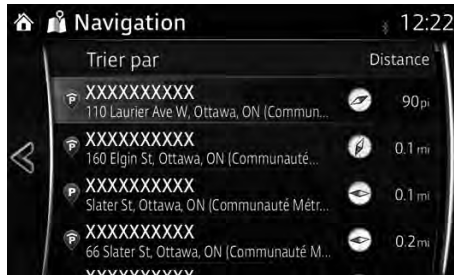 Navigation 12:22
Trier par Distance
XXXXXXXXXX
110 Laurier Ave W, Ottawa, ON (Commun... 90pi
XXXXXXXXXX
160 Elgin St, Ottawa, ON (Communauté... 0.1 mi
XXXXXXXXXX
Slater St, Ottawa, ON (Communauté Métr... 0.1 mi
XXXXXXXXXX
66 Slater St, Ottawa, ON (Communauté M... 0.2mi
XXXXXXXXXX